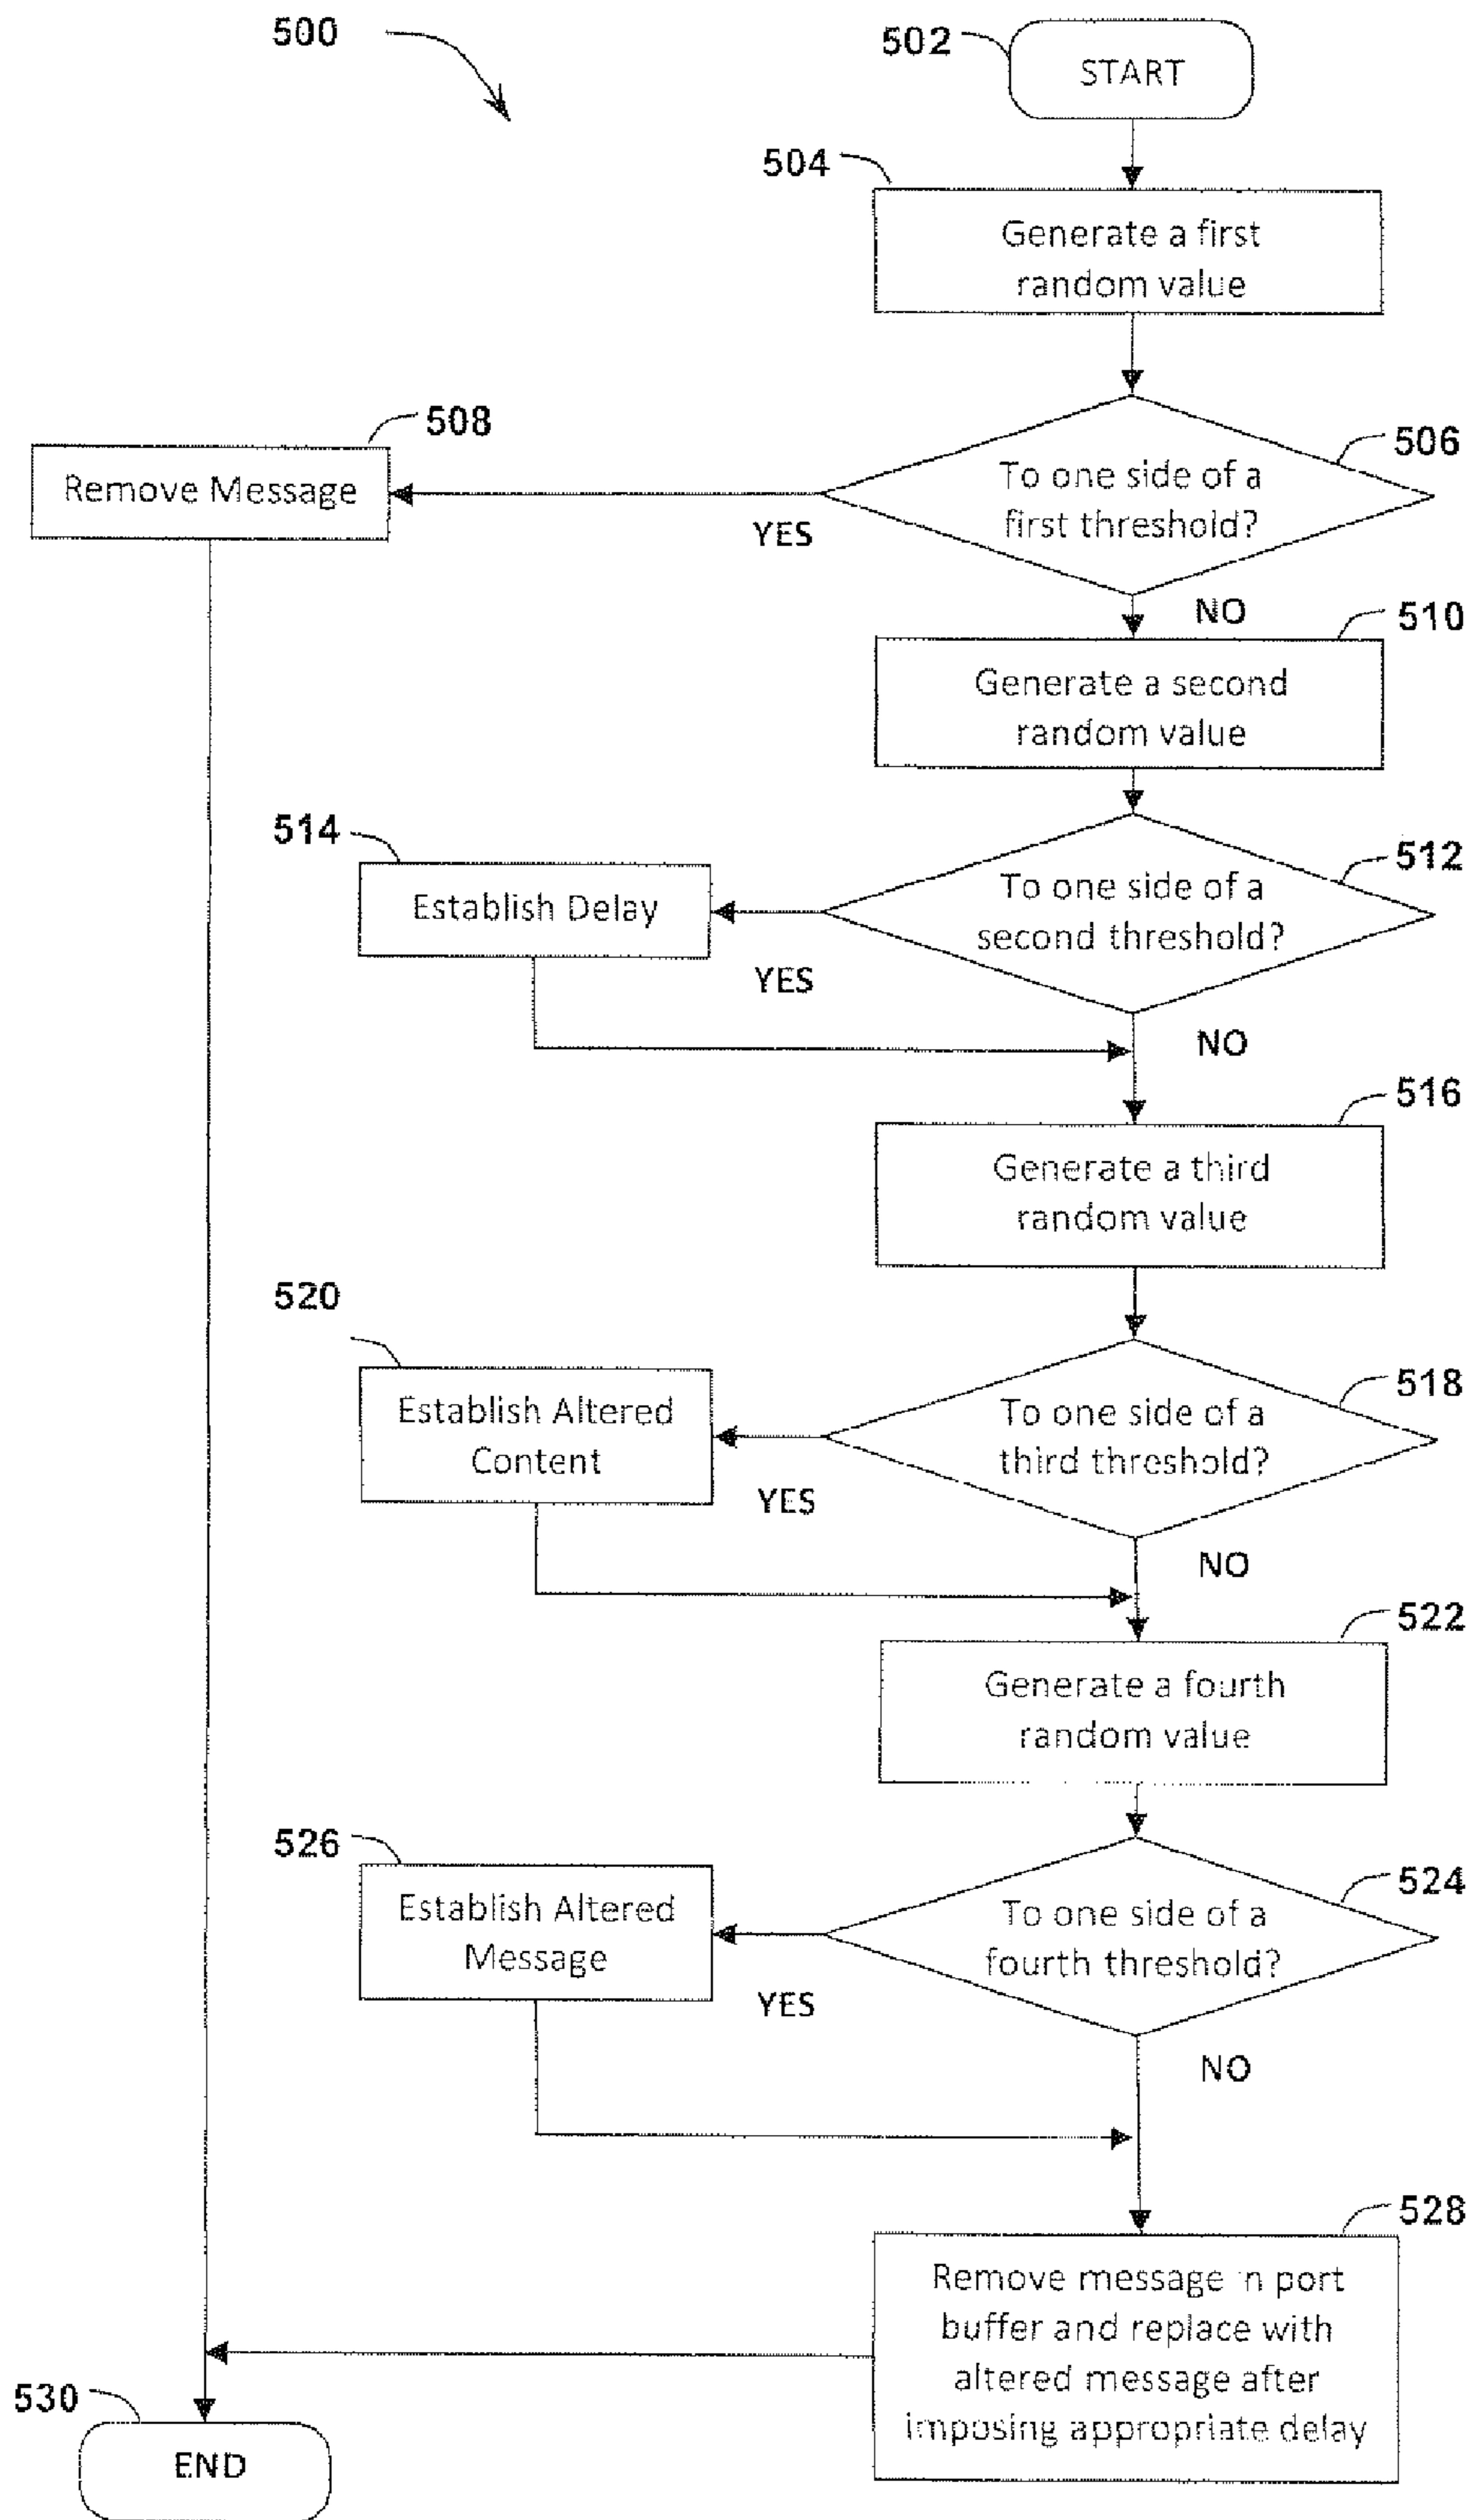 500
502
START
504
Generate a first
random value
506
To one side of a
first threshold?
YES
508
Remove Message
NO
510
Generate a second
random value
512
To one side of a
second threshold?
514
Establish Delay
YES
NO
516
Generate a third
random value
518
To one side of a
third threshold?
520
Establish Altered
Content
YES
NO
522
Generate a fourth
random value
524
To one side of a
fourth threshold?
526
Establish Altered
Message
YES
NO
528
Remove message in port
buffer and replace with
altered message after
imposing appropriate delay
530
END